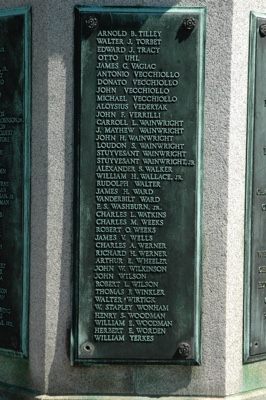 ARNOLD B. TILLEY
WALTER J. TORBET
EDWARD J. TRACY
OTTO UHL
JAMES G. VAGIAC
ANTONIO VECCHIOLLO
DONATO VECCHIOLLO
JOHN VECCHIOLLO
MICHAEL VECCHIOLLO
ALOYSIUS VEDERYAK
JOHN F. VERRILLI
CARROLL L. WAINWRIGHT
J. MAYHEW WAINWRIGHT
JOHN H. WAINWRIGHT
LOUDON S. WAINWRIGHT
STUYVESANT WAINWRIGHT
STUYVESANT WAINWRIGHT, JR.
ALEXANDER S. WALKER
WILLIAM H. WALLACE, JR.
RUDOLPH WALTER
JAMES H. WARD
VANDERBILT WARD
F. S. WASHBURN, JR.
CHARLES L. WATKINS
CHARLES M. WEEKS
ROBERT O. WEEKS
JAMES V. WELLS
CHARLES A. WERNER
RICHARD H. WERNER
ARTHUR E. WHEELER
JOHN W. WILKINSON
JOHN WILSON
ROBERT L. WILSON
THOMAS F. WINKLER
WALTER WIRTICK
W. STAPLEY WONHAM
HENRY S. WOODMAN
WILLIAM E. WOODMAN
HERBERT E. WORDEN
WILLIAM YERKES